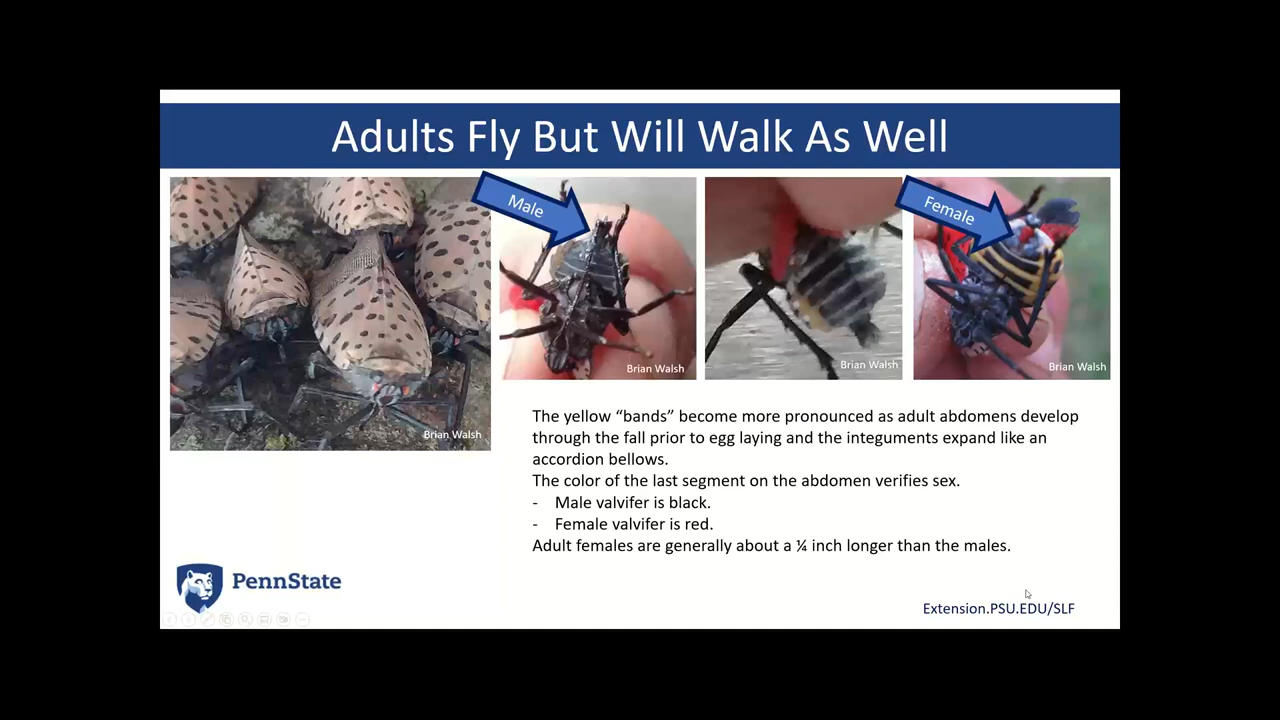 Adults Fly But Will Walk As Well
Male
Female
Brian Walsh
Brian Walsh
Brian Walsh
Brian Walsh
The yellow “bands” become more pronounced as adult abdomens develop
through the fall prior to egg laying and the integuments expand like an
accordion bellows.
The color of the last segment on the abdomen verifies sex.
- Male valvifer is black.
- Female valvifer is red.
Adult females are generally about a ¼ inch longer than the males.
PennState
Extension.PSU.EDU/SLF